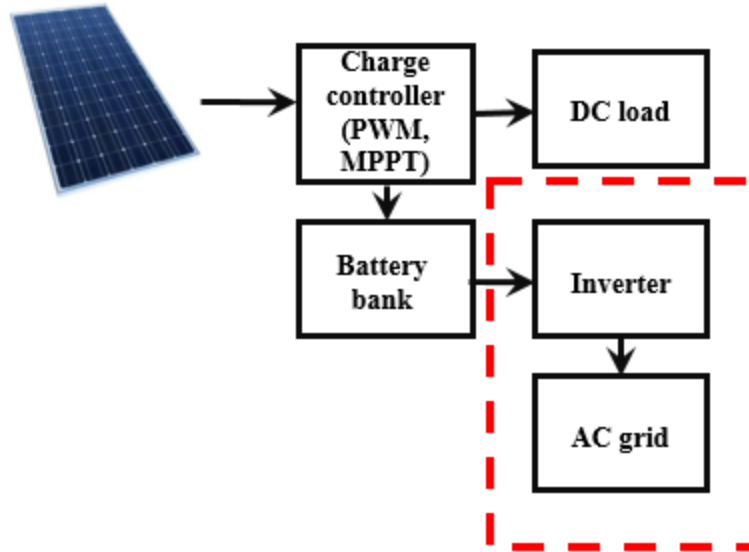 Charge
controller
(PWM,
MPPT)
DC load
Battery
bank
Inverter
AC grid